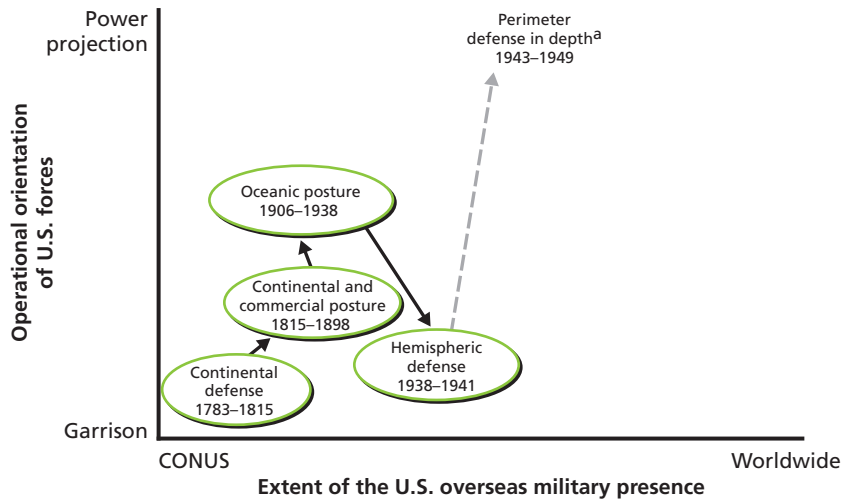 Power
projection
Perimeter
defense in deptha
1943–1949
Operational orientation
of U.S. forces
Oceanic posture
1906–1938
Continental and
commercial posture
1815–1898
Hemispheric
defense
1938–1941
Continental
defense
1783–1815
Garrison
CONUS
Worldwide
Extent of the U.S. overseas military presence